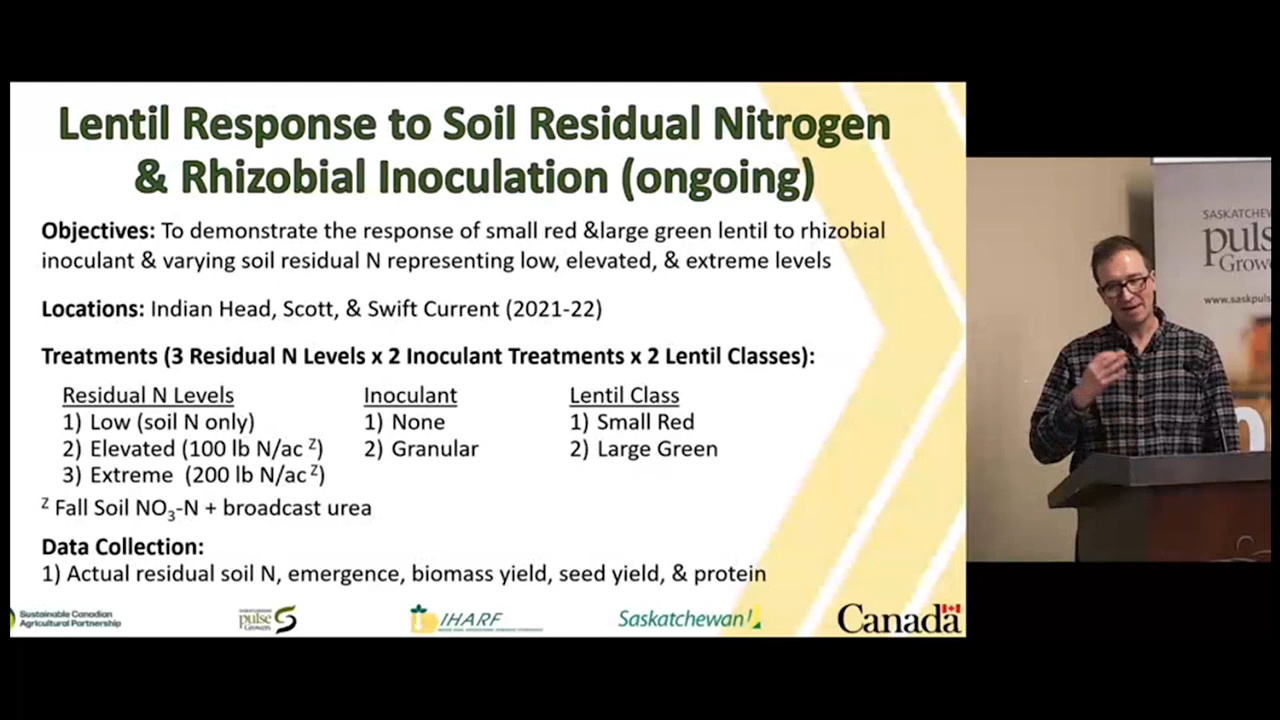 Lentil Response to Soil Residual Nitrogen
& Rhizobial Inoculation (ongoing)
Objectives: To demonstrate the response of small red &large green lentil to rhizobial
inoculant & varying soil residual N representing low, elevated, & extreme levels
Locations: Indian Head, Scott, & Swift Current (2021-22)
Treatments (3 Residual N Levels x 2 Inoculant Treatments x 2 Lentil Classes):
Residual N Levels Inoculant Lentil Class
1) Low (soil N only) 1) None 1) Small Red
2) Elevated (100 lb N/ac Z) 2) Granular 2) Large Green
3) Extreme (200 lb N/ac Z)
Z Fall Soil NO3-N + broadcast urea
Data Collection:
1) Actual residual soil N, emergence, biomass yield, seed yield, & protein
Sustainable Canadian
Agricultural Partnership
pulse
Growers
IHARF
Saskatchewan
Canada
SASKATCHEW
puls
Growe
www.saskpuls